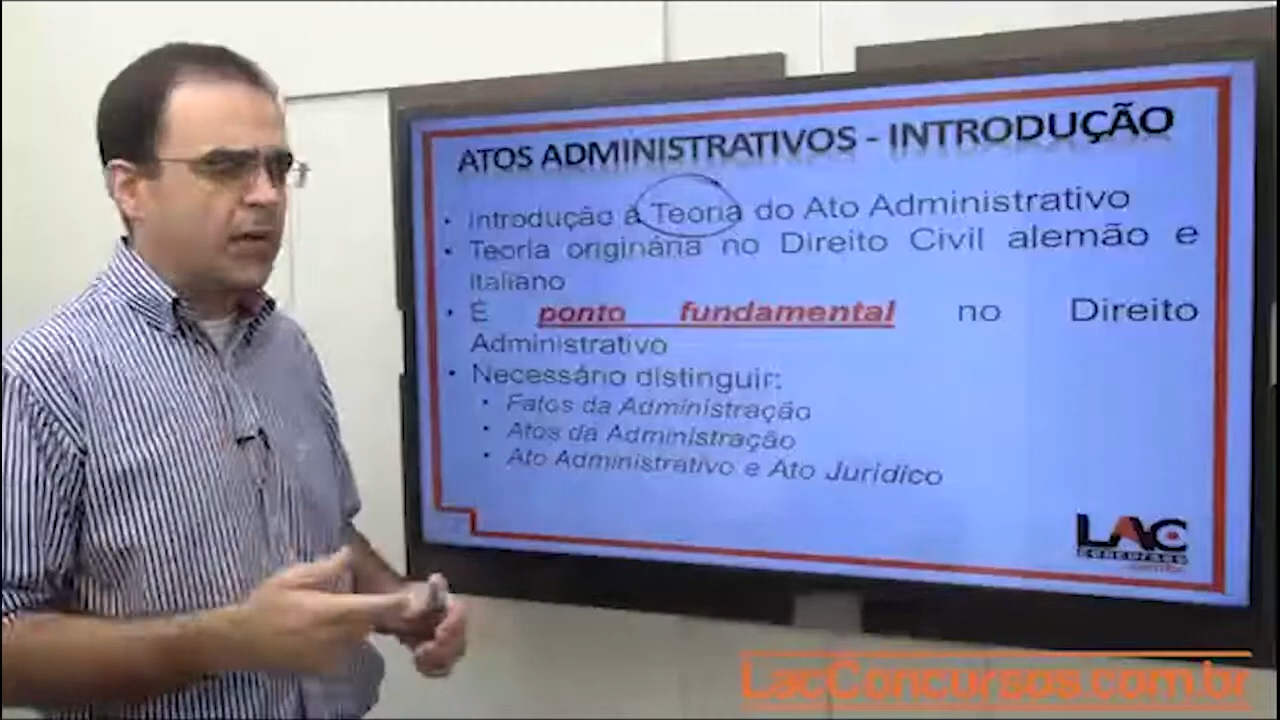 ATOS ADMINISTRATIVOS - INTRODUÇÃO
• Introdução à Teoria do Ato Administrativo
• Teoria originária no Direito Civil alemão e
Italiano
• É ponto fundamental no Direito
Administrativo
• Necessário distinguir:
• Fatos da Administração
• Atos da Administração
• Ato Administrativo e Ato Jurídico
LAC
CONCURSOS
LacConcursos.com.br